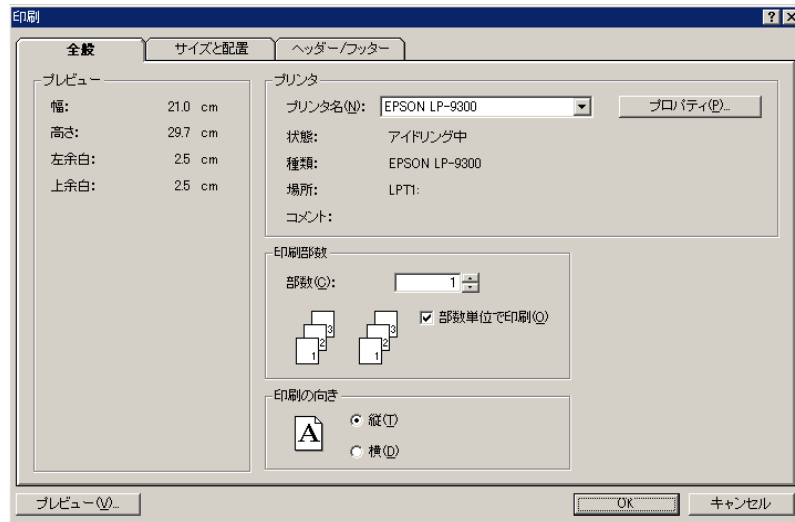 印刷
全般
サイズと配置
ヘッダー/フッター
プレビュー
幅: 21.0 cm
高さ: 29.7 cm
左余白: 2.5 cm
上余白: 2.5 cm
プリンタ
プリンタ名(N): EPSON LP-9300
プロパティ(P)...
状態: アイドリング中
種類: EPSON LP-9300
場所: LPT1:
コメント:
印刷部数
部数(C): 1
部数単位で印刷(O)
3 3
2 2
1 1
印刷の向き
A
縦(T)
横(D)
プレビュー(V)...
OK
キャンセル